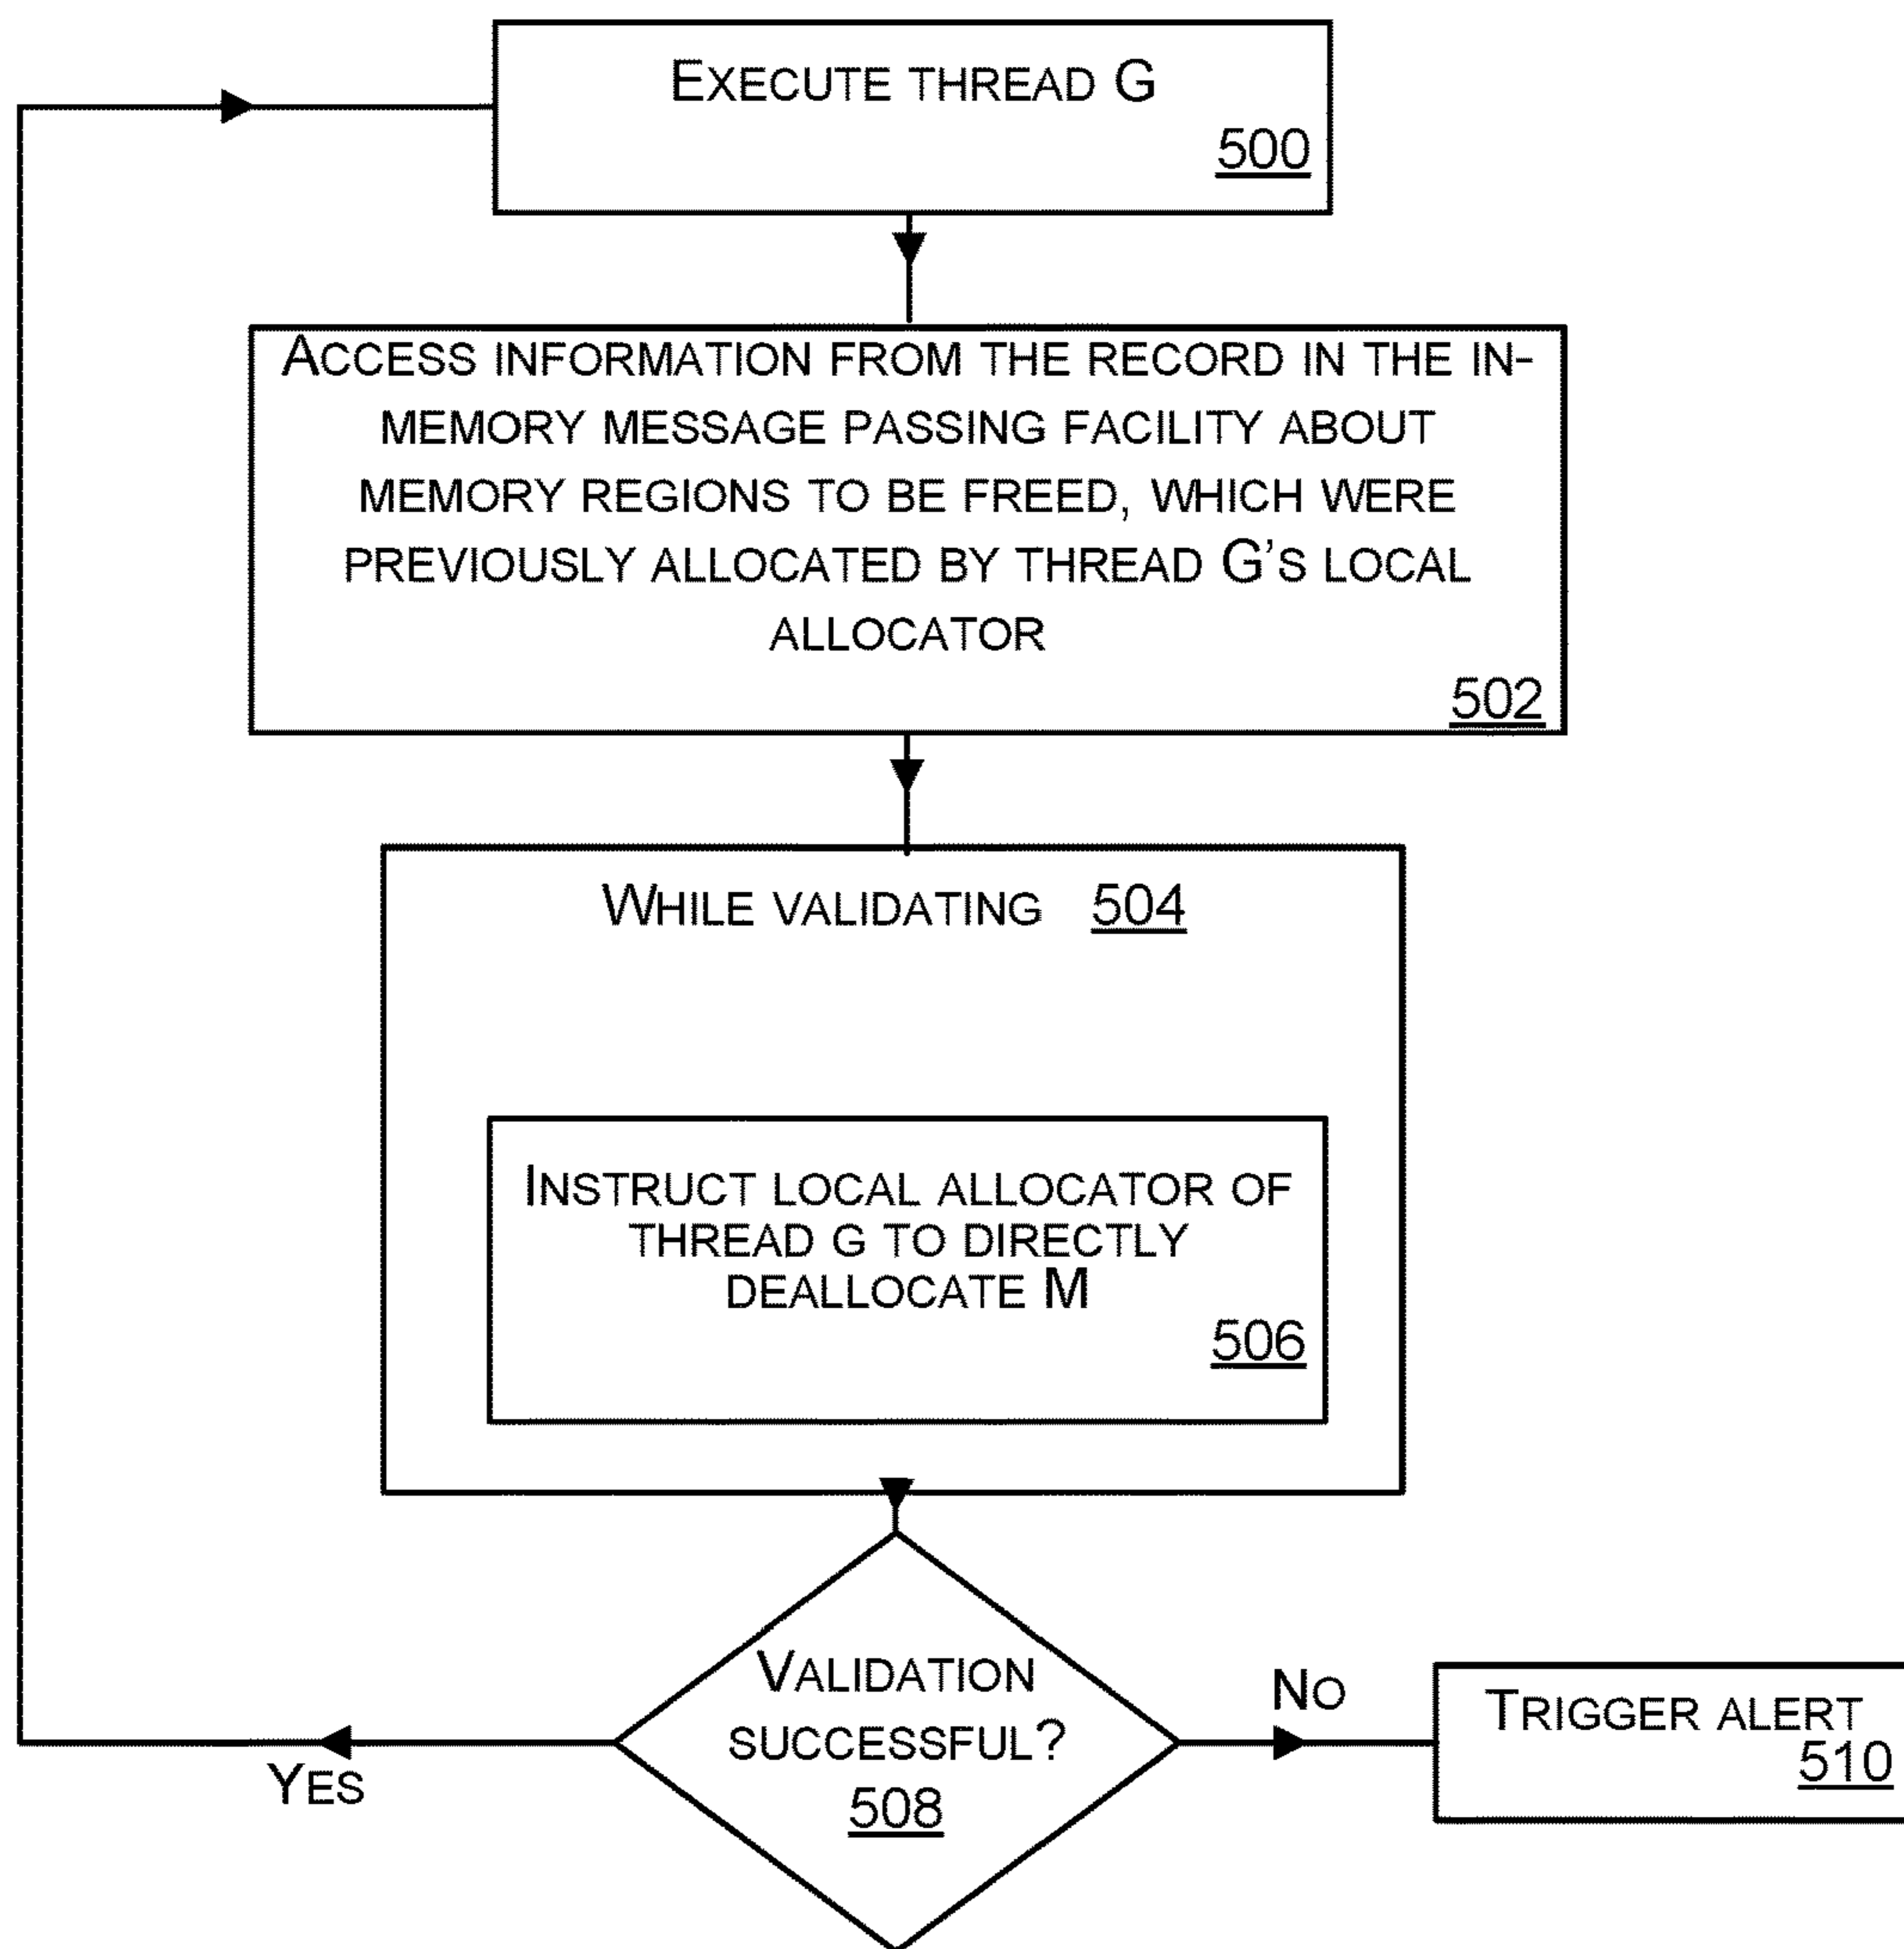 EXECUTE THREAD G
500
ACCESS INFORMATION FROM THE RECORD IN THE IN-
MEMORY MESSAGE PASSING FACILITY ABOUT
MEMORY REGIONS TO BE FREED, WHICH WERE
PREVIOUSLY ALLOCATED BY THREAD G'S LOCAL
ALLOCATOR
502
WHILE VALIDATING 504
INSTRUCT LOCAL ALLOCATOR OF
THREAD G TO DIRECTLY
DEALLOCATE M
506
VALIDATION
SUCCESSFUL?
508
YES
NO
TRIGGER ALERT
510